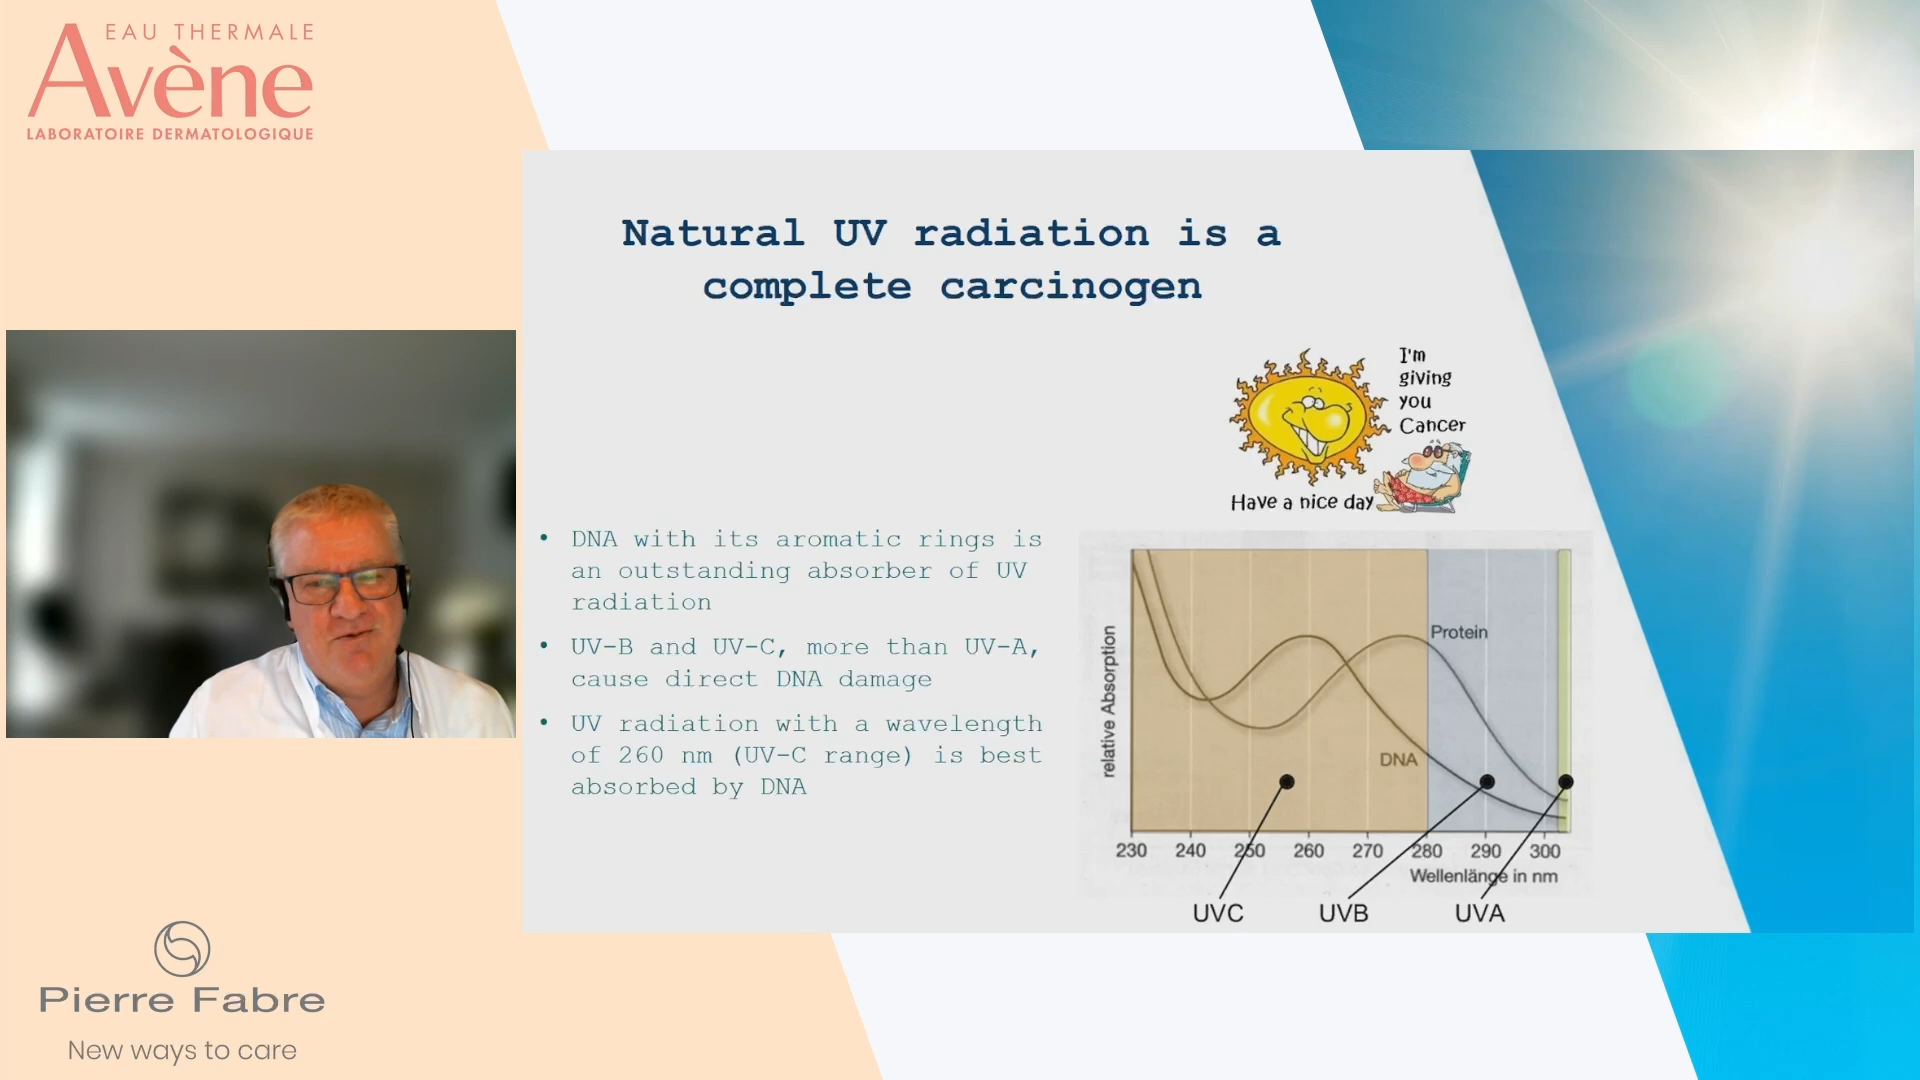 EAU THERMALE
Avène
LABORATOIRE DERMATOLOGIQUE
Natural UV radiation is a
complete carcinogen
I'm
giving
you
Cancer
Have a nice day
• DNA with its aromatic rings is
an outstanding absorber of UV
radiation
• UV-B and UV-C, more than UV-A,
cause direct DNA damage
• UV radiation with a wavelength
of 260 nm (UV-C range) is best
absorbed by DNA
relative Absorption
Protein
DNA
230 240 250 260 270 280 290 300
Wellenlänge in nm
UVC UVB UVA
Pierre Fabre
New ways to care